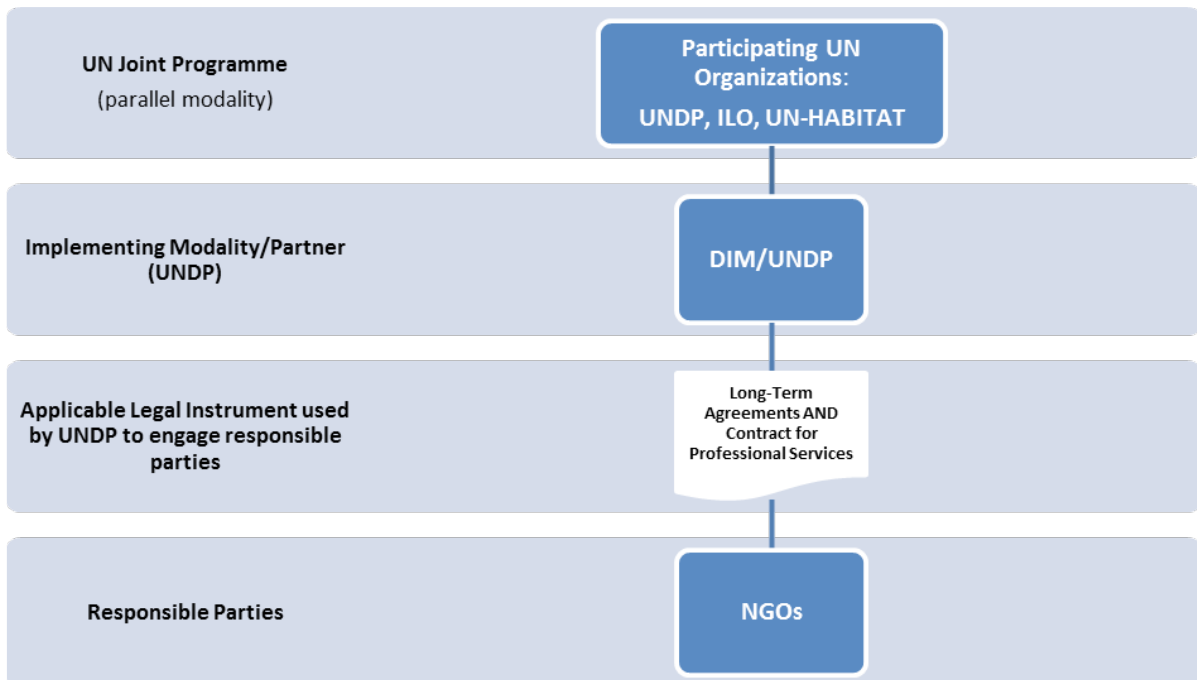 UN Joint Programme
(parallel modality)
Participating UN
Organizations:
UNDP, ILO, UN-HABITAT
Implementing Modality/Partner
(UNDP)
DIM/UNDP
Applicable Legal Instrument used
by UNDP to engage responsible
parties
Long-Term
Agreements AND
Contract for
Professional Services
Responsible Parties
NGOs